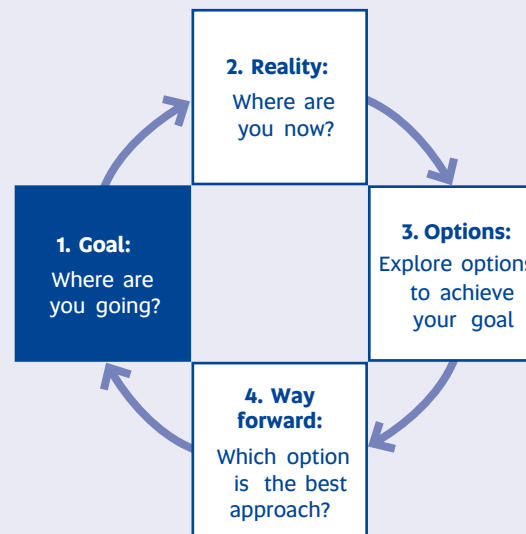 2. Reality:
Where are
you now?
1. Goal:
Where are
you going?
3. Options:
Explore options
to achieve
your goal
4. Way
forward:
Which option
is the best
approach?